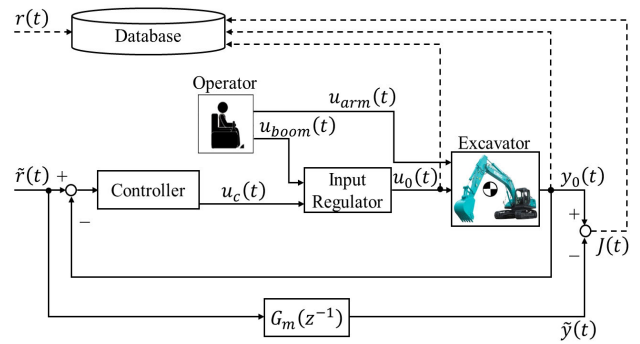 r(t)
Database
Operator
u_arm(t)
u_boom(t)
Excavator
r̃(t)
+
−
Controller
u_c(t)
Input
Regulator
u_0(t)
y_0(t)
+
−
J(t)
G_m(z^{-1})
ỹ(t)